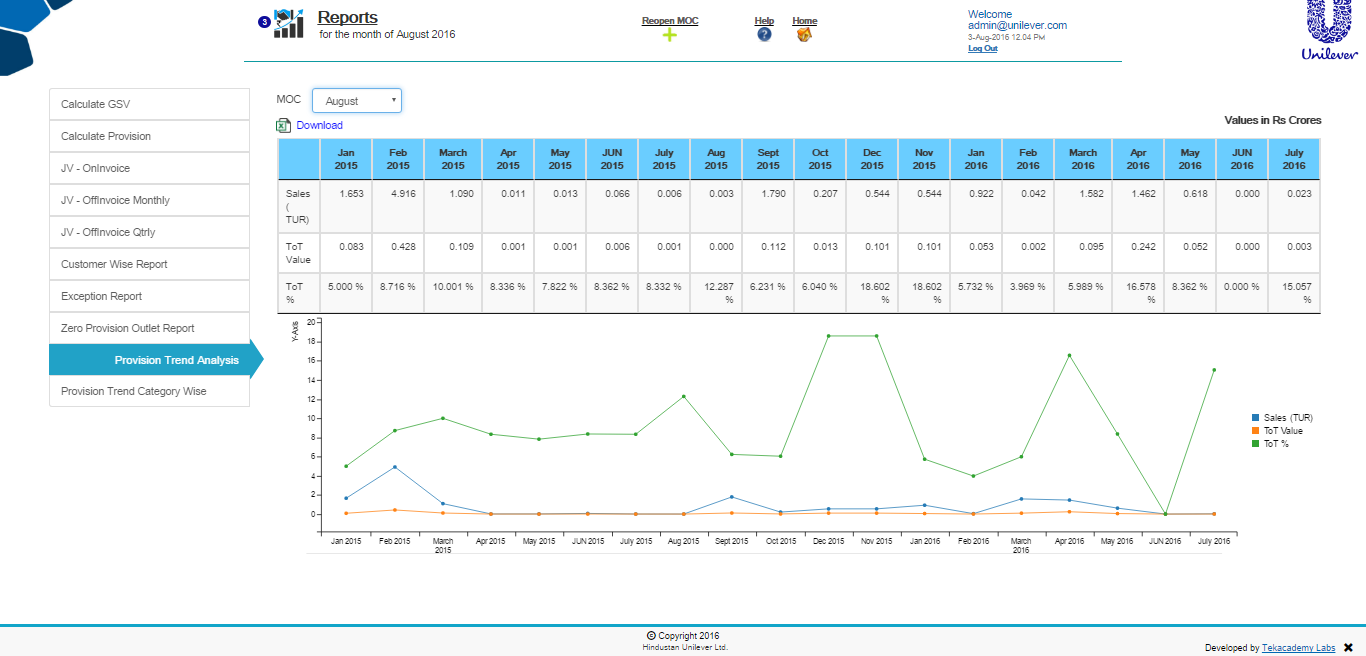 3 Reports
for the month of August 2016
Reopen MOC
Help
Home
Welcome
admin@unilever.com
3-Aug-2016 12.04 PM
Log Out
Unilever
Calculate GSV
Calculate Provision
JV - OnInvoice
JV - OffInvoice Monthly
JV - OffInvoice Qtrly
Customer Wise Report
Exception Report
Zero Provision Outlet Report
Provision Trend Analysis
Provision Trend Category Wise
MOC August
Download
Values in Rs Crores
Jan 2015 Feb 2015 March 2015 Apr 2015 May 2015 JUN 2015 July 2015 Aug 2015 Sept 2015 Oct 2015 Dec 2015 Nov 2015 Jan 2016 Feb 2016 March 2016 Apr 2016 May 2016 JUN 2016 July 2016
Sales ( TUR) 1.653 4.916 1.090 0.011 0.013 0.066 0.006 0.003 1.790 0.207 0.544 0.544 0.922 0.042 1.582 1.462 0.618 0.000 0.023
ToT Value 0.083 0.428 0.109 0.001 0.001 0.006 0.001 0.000 0.112 0.013 0.101 0.101 0.053 0.002 0.095 0.242 0.052 0.000 0.003
ToT % 5.000 % 8.716 % 10.001 % 8.336 % 7.822 % 8.362 % 8.332 % 12.287 % 6.231 % 6.040 % 18.602 % 18.602 % 5.732 % 3.969 % 5.989 % 16.578 % 8.362 % 0.000 % 15.057 %
Y-Axis
20
18
16
14
12
10
8
6
4
2
0
Jan 2015 Feb 2015 March 2015 Apr 2015 May 2015 JUN 2015 July 2015 Aug 2015 Sept 2015 Oct 2015 Dec 2015 Nov 2015 Jan 2016 Feb 2016 March 2016 Apr 2016 May 2016 JUN 2016 July 2016
Sales (TUR)
ToT Value
ToT %
© Copyright 2016
Hindustan Unilever Ltd.
Developed by Tekacademy Labs